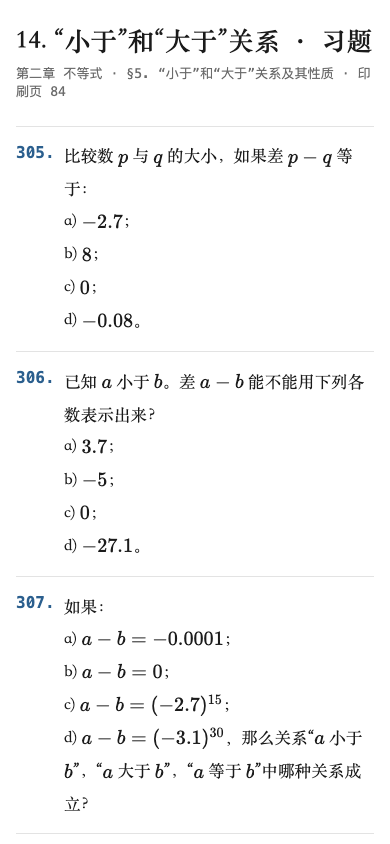 14. “小于”和“大于”关系 · 习题
第二章 不等式 · §5. “小于”和“大于”关系及其性质 · 印
刷页 84
305. 比较数 p 与 q 的大小，如果差 p − q 等
于：
a) −2.7；
b) 8；
c) 0；
d) −0.08。
306. 已知 a 小于 b。差 a − b 能不能用下列各
数表示出来？
a) 3.7；
b) −5；
c) 0；
d) −27.1。
307. 如果：
a) a − b = −0.0001；
b) a − b = 0；
c) a − b = (−2.7)¹⁵；
d) a − b = (−3.1)³⁰，那么关系“a 小于
b”，“a 大于 b”，“a 等于 b”中哪种关系成
立？